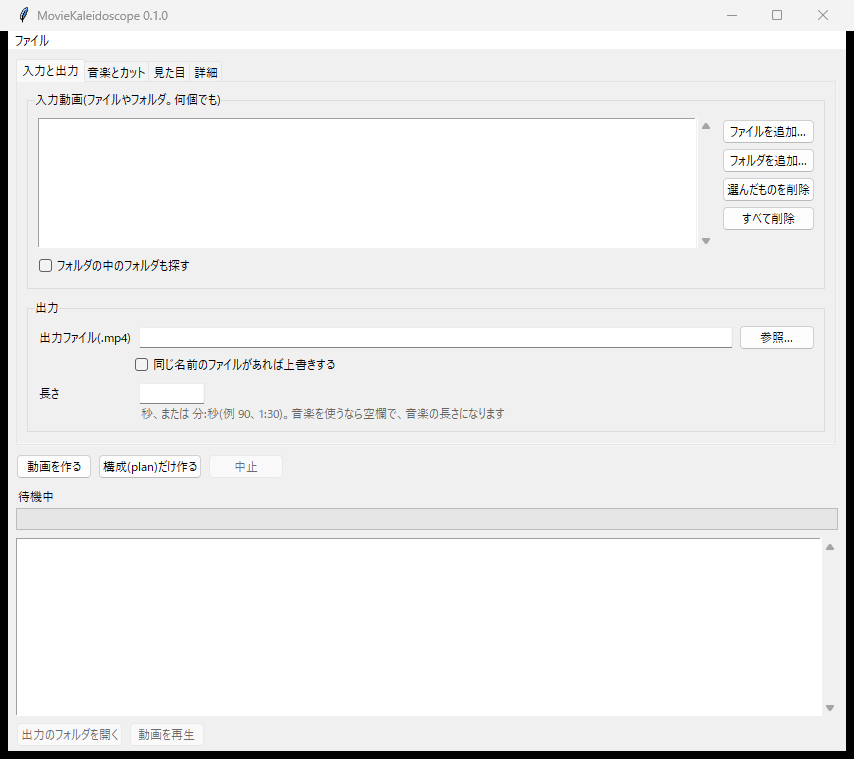 MovieKaleidoscope 0.1.0
ファイル
入力と出力 音楽とカット 見た目 詳細
入力動画(ファイルやフォルダ。何個でも)
ファイルを追加...
フォルダを追加...
選んだものを削除
すべて削除
フォルダの中のフォルダも探す
出力
出力ファイル(.mp4) 参照...
同じ名前のファイルがあれば上書きする
長さ
秒、または 分:秒(例 90、1:30)。音楽を使うなら空欄で、音楽の長さになります
動画を作る 構成(plan)だけ作る 中止
待機中
出力のフォルダを開く 動画を再生